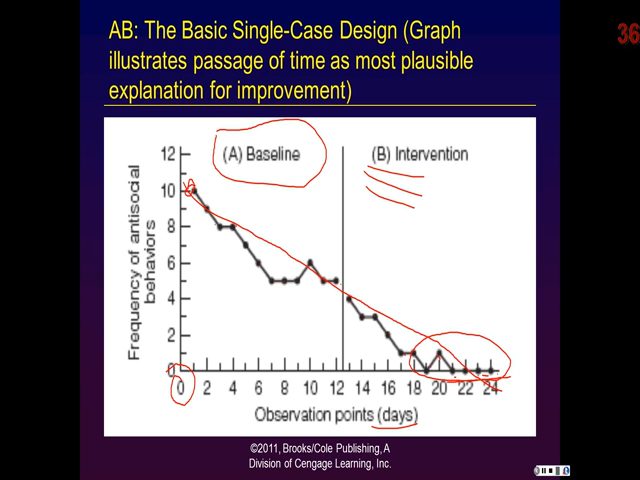 AB: The Basic Single-Case Design (Graph
illustrates passage of time as most plausible
explanation for improvement)
36
(A) Baseline
(B) Intervention
Frequency of antisocial
behaviors
12
10
8
6
4
2
0
0 2 4 6 8 10 12 14 16 18 20 22 24
Observation points (days)
©2011, Brooks/Cole Publishing, A
Division of Cengage Learning, Inc.